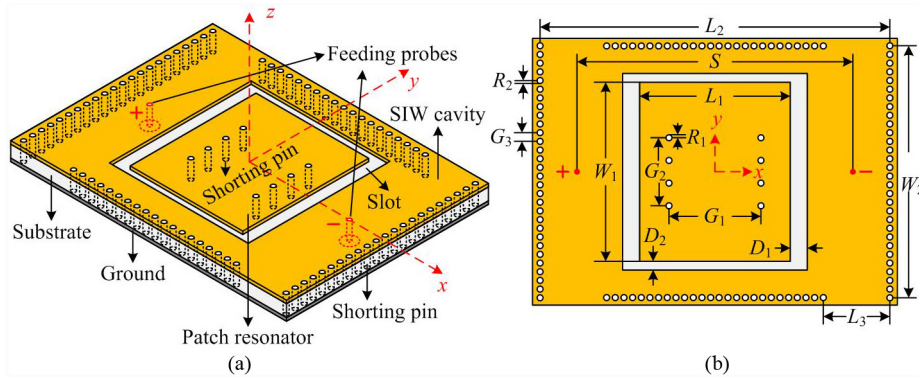 z
Feeding probes
y
SIW cavity
+
Shorting pin
Slot
−
Substrate
Ground
x
Shorting pin
Patch resonator
(a)
L2
S
R2
L1
y
R1
G3
W1
G2
+
x
−
W2
G1
D2
D1
L3
(b)